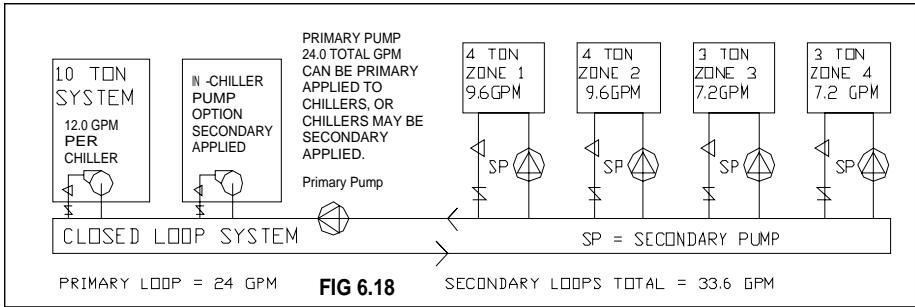 10 TON
SYSTEM
12.0 GPM
PER
CHILLER
IN -CHILLER
PUMP
OPTION
SECONDARY
APPLIED
PRIMARY PUMP
24.0 TOTAL GPM
CAN BE PRIMARY
APPLIED TO
CHILLERS, OR
CHILLERS MAY BE
SECONDARY
APPLIED.
Primary Pump
4 TON
ZONE 1
9.6GPM
SP
4 TON
ZONE 2
9.6GPM
SP
3 TON
ZONE 3
7.2GPM
SP
3 TON
ZONE 4
7.2 GPM
SP
CLOSED LOOP SYSTEM
SP = SECONDARY PUMP
PRIMARY LOOP = 24 GPM
FIG 6.18
SECONDARY LOOPS TOTAL = 33.6 GPM